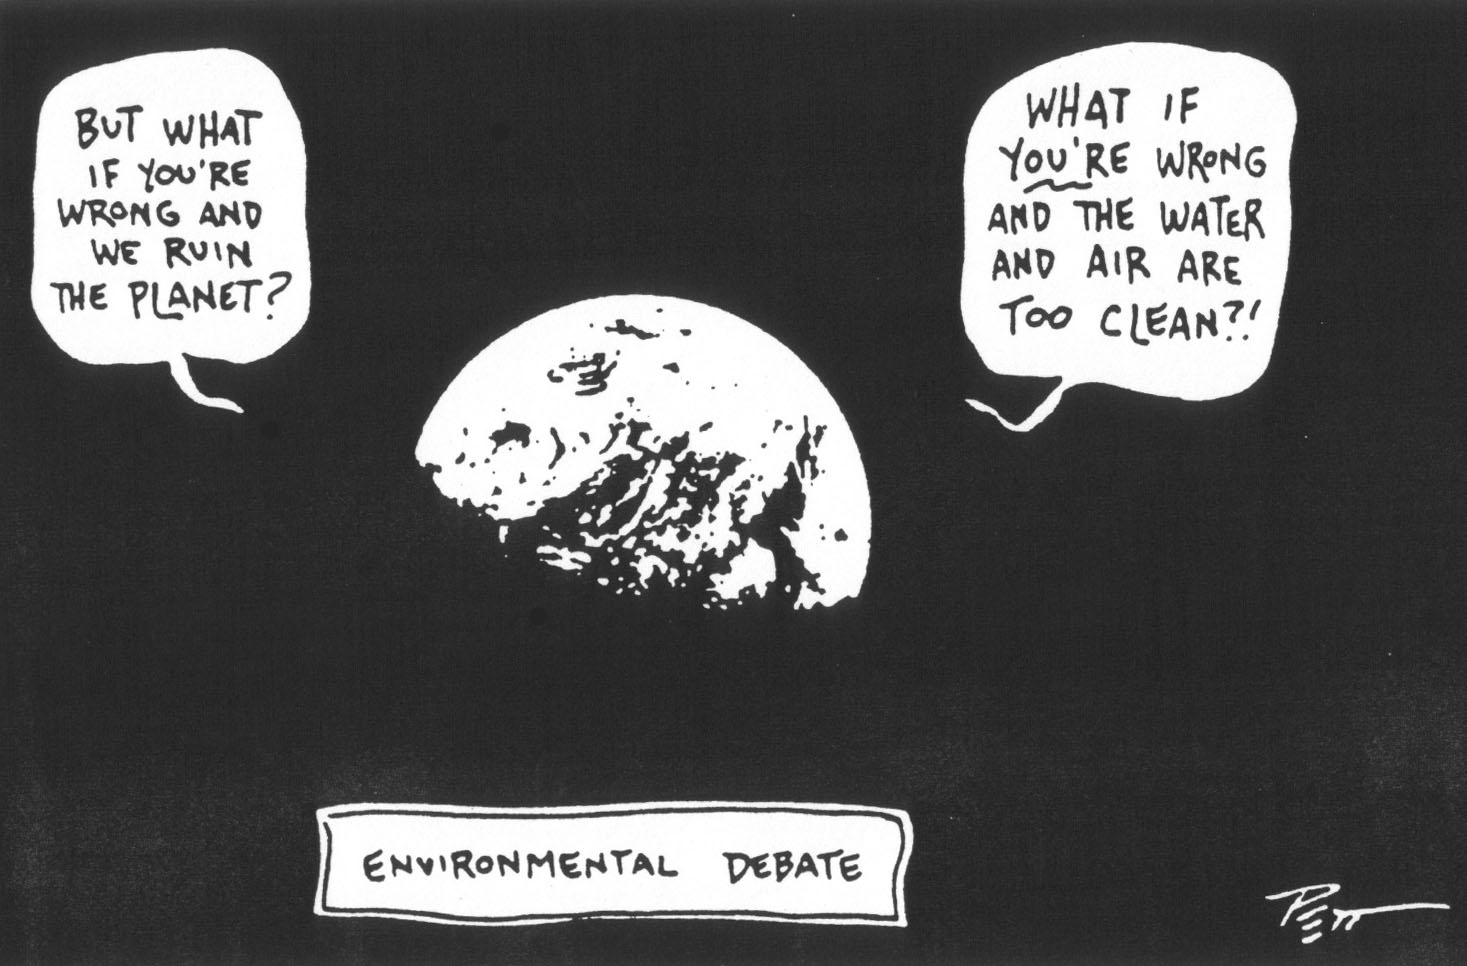 BUT WHAT
IF YOU'RE
WRONG AND
WE RUIN
THE PLANET?
WHAT IF
YOU'RE WRONG
AND THE WATER
AND AIR ARE
TOO CLEAN?!
ENVIRONMENTAL DEBATE
PETT